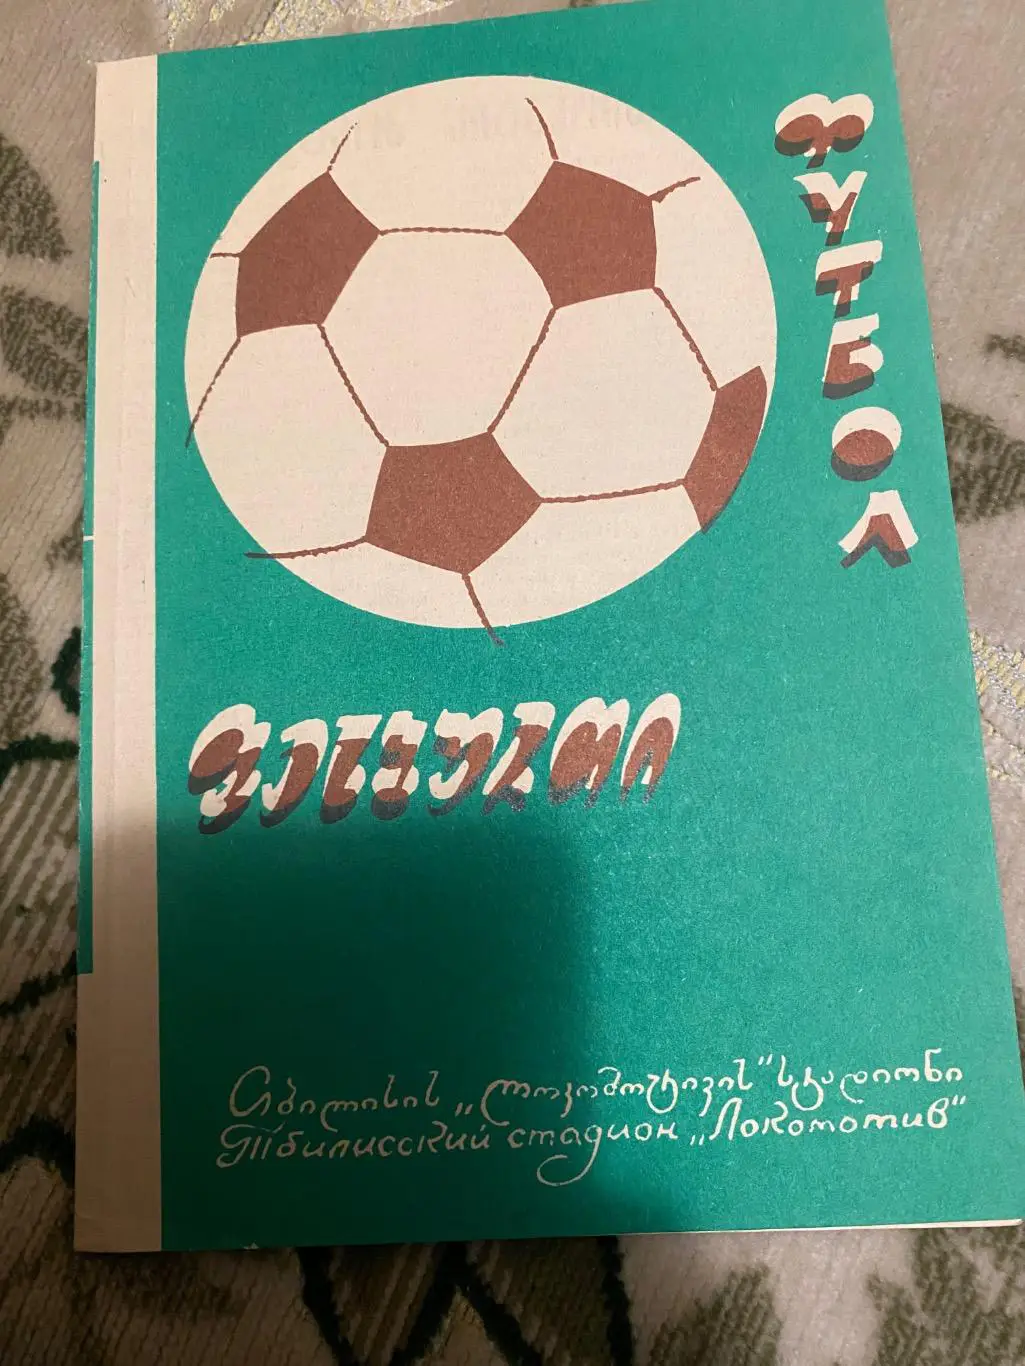 ФУТБОЛ
ფეხბურთი
თბილისის „ლოკომოტივის“ სტადიონი
Тбилисский стадион „Локомотив“